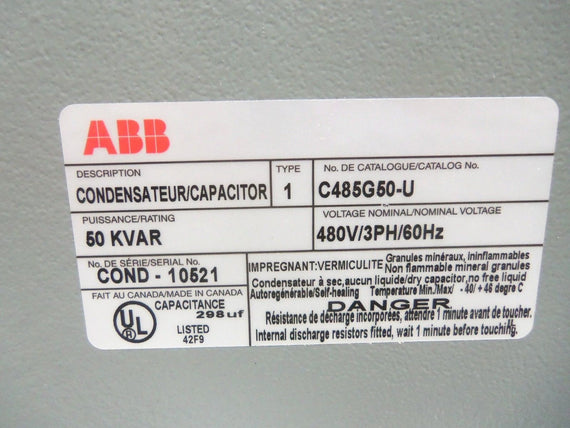 ABB
DESCRIPTION
CONDENSATEUR/CAPACITOR
TYPE
1
No. DE CATALOGUE/CATALOG No.
C485G50-U
PUISSANCE/RATING
50 KVAR
VOLTAGE NOMINAL/NOMINAL VOLTAGE
480V/3PH/60Hz
No. DE SÉRIE/SERIAL No.
COND - 10521
IMPREGNANT:VERMICULITE
Granules minéraux, ininflammables
Non flammable mineral granules
Condensateur à sec,aucun liquide/dry capacitor,no free liquid
Autoregénérable/Self-healing Temperature Min./Max/ - 40/ + 46 degre C
FAIT AU CANADA/MADE IN CANADA
CAPACITANCE
298uf
UL
LISTED
42F9
DANGER
Résistance de décharge incorporées, attendre 1 minute avant de toucher.
Internal discharge resistors fitted, wait 1 minute before touching.